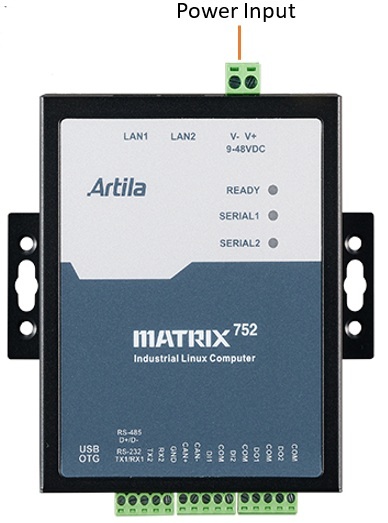 Power Input
LAN1 LAN2 V- V+
9-48VDC
Artila
READY
SERIAL1
SERIAL2
MATRIX 752
Industrial Linux Computer
USB
OTG
RS-485
D+/D-
RS-232
TX1/RX1
TX2
RX2
GND
CAN+
CAN-
DI1
COM
DI2
COM
DO1
COM
DO2
COM